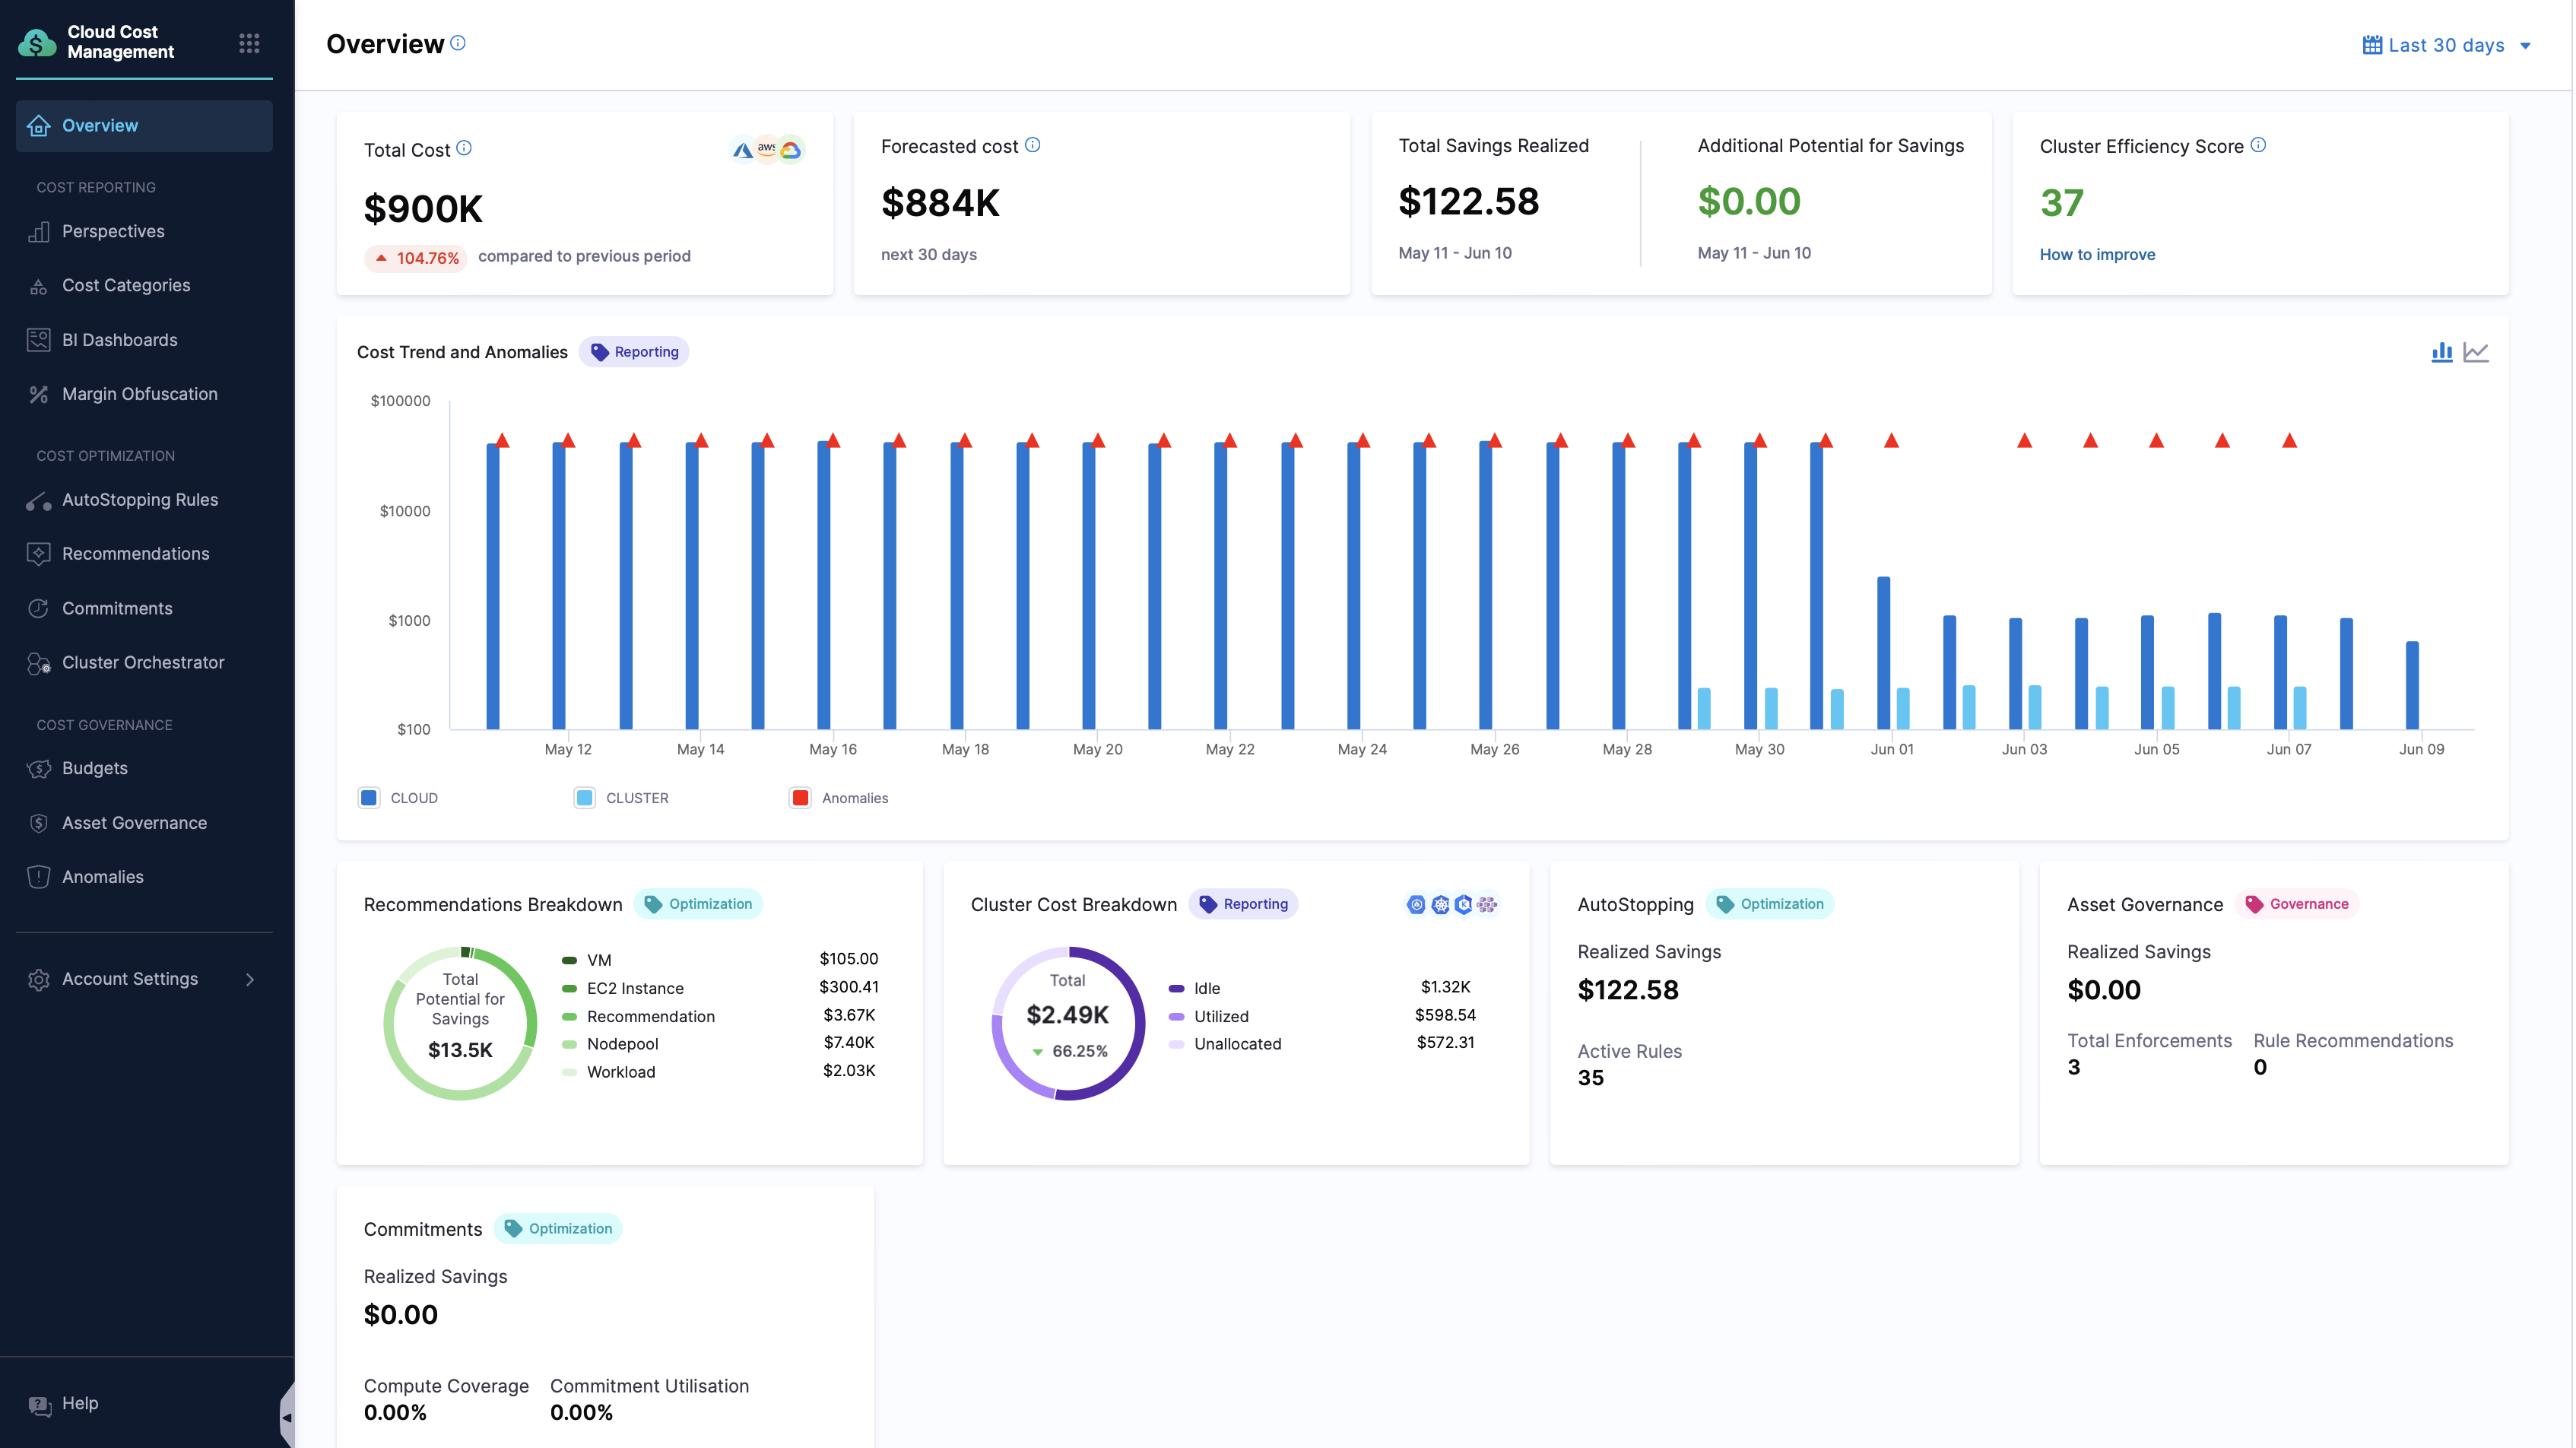 Cloud Cost
Management
Overview
COST REPORTING
Perspectives
Cost Categories
BI Dashboards
Margin Obfuscation
COST OPTIMIZATION
AutoStopping Rules
Recommendations
Commitments
Cluster Orchestrator
COST GOVERNANCE
Budgets
Asset Governance
Anomalies
Account Settings
Help
Overview
Last 30 days
Total Cost
aws
$900K
104.76% compared to previous period
Forecasted cost
$884K
next 30 days
Total Savings Realized
$122.58
May 11 - Jun 10
Additional Potential for Savings
$0.00
May 11 - Jun 10
Cluster Efficiency Score
37
How to improve
Cost Trend and Anomalies Reporting
$100000
$10000
$1000
$100
May 12 May 14 May 16 May 18 May 20 May 22 May 24 May 26 May 28 May 30 Jun 01 Jun 03 Jun 05 Jun 07 Jun 09
CLOUD CLUSTER Anomalies
Recommendations Breakdown Optimization
Total
Potential for
Savings
$13.5K
VM $105.00
EC2 Instance $300.41
Recommendation $3.67K
Nodepool $7.40K
Workload $2.03K
Cluster Cost Breakdown Reporting
Total
$2.49K
66.25%
Idle $1.32K
Utilized $598.54
Unallocated $572.31
AutoStopping Optimization
Realized Savings
$122.58
Active Rules
35
Asset Governance Governance
Realized Savings
$0.00
Total Enforcements Rule Recommendations
3 0
Commitments Optimization
Realized Savings
$0.00
Compute Coverage Commitment Utilisation
0.00% 0.00%